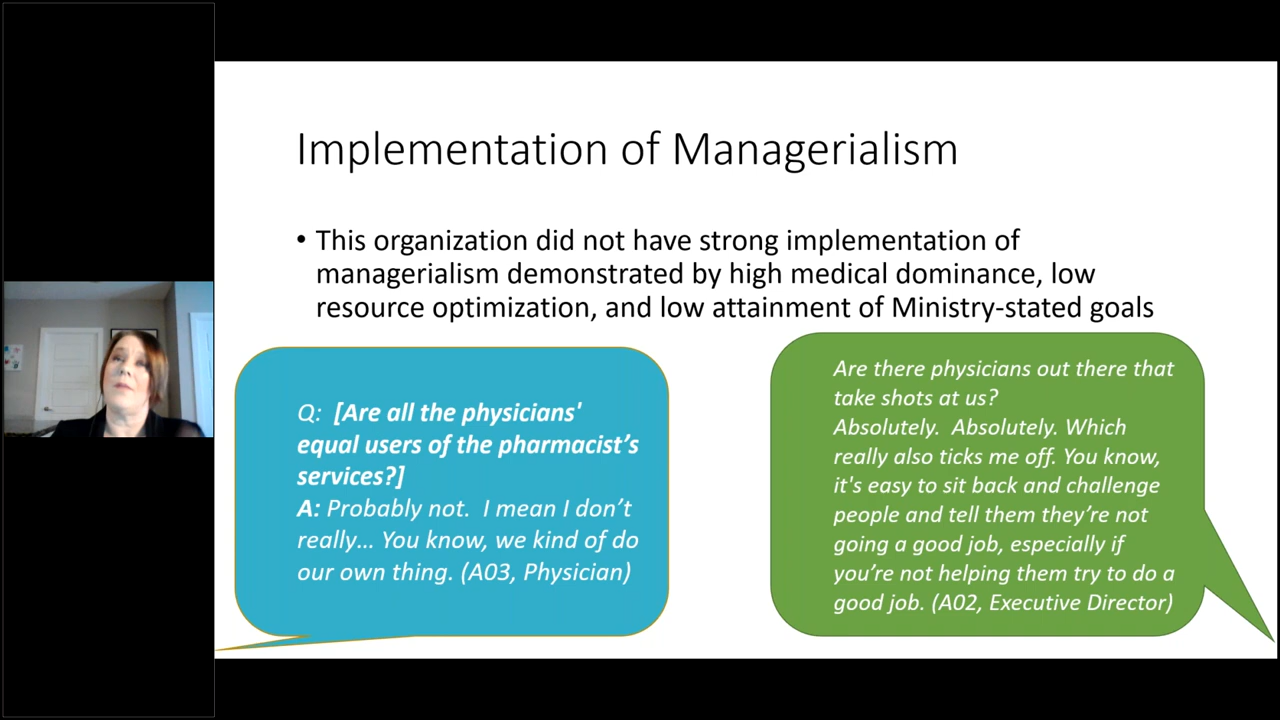 Implementation of Managerialism
• This organization did not have strong implementation of
managerialism demonstrated by high medical dominance, low
resource optimization, and low attainment of Ministry-stated goals
Q:  [Are all the physicians'
equal users of the pharmacist’s
services?]
A: Probably not.  I mean I don’t
really… You know, we kind of do
our own thing. (A03, Physician)
Are there physicians out there that
take shots at us?
Absolutely.  Absolutely. Which
really also ticks me off. You know,
it's easy to sit back and challenge
people and tell them they’re not
going a good job, especially if
you’re not helping them try to do a
good job. (A02, Executive Director)